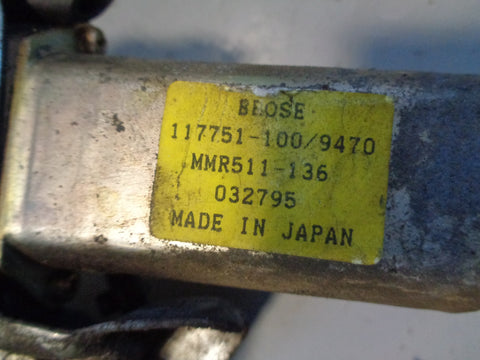 BEOSE
117751-100/9470
MMR511-136
032795
MADE IN JAPAN